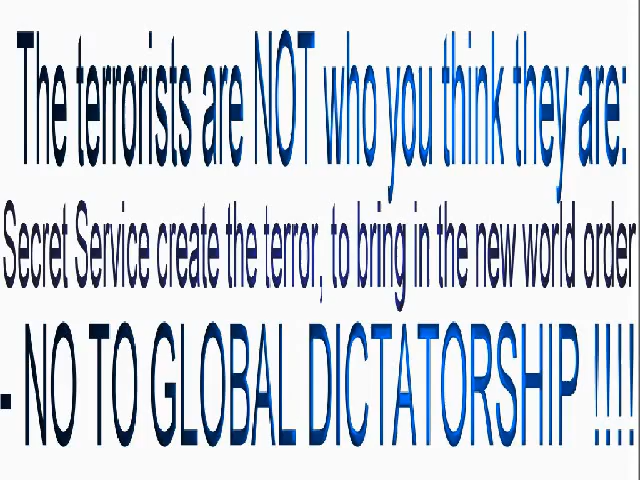 The terrorists are NOT who you think they are:
Secret Service create the terror, to bring in the new world order
- NO TO GLOBAL DICTATORSHIP !!!!